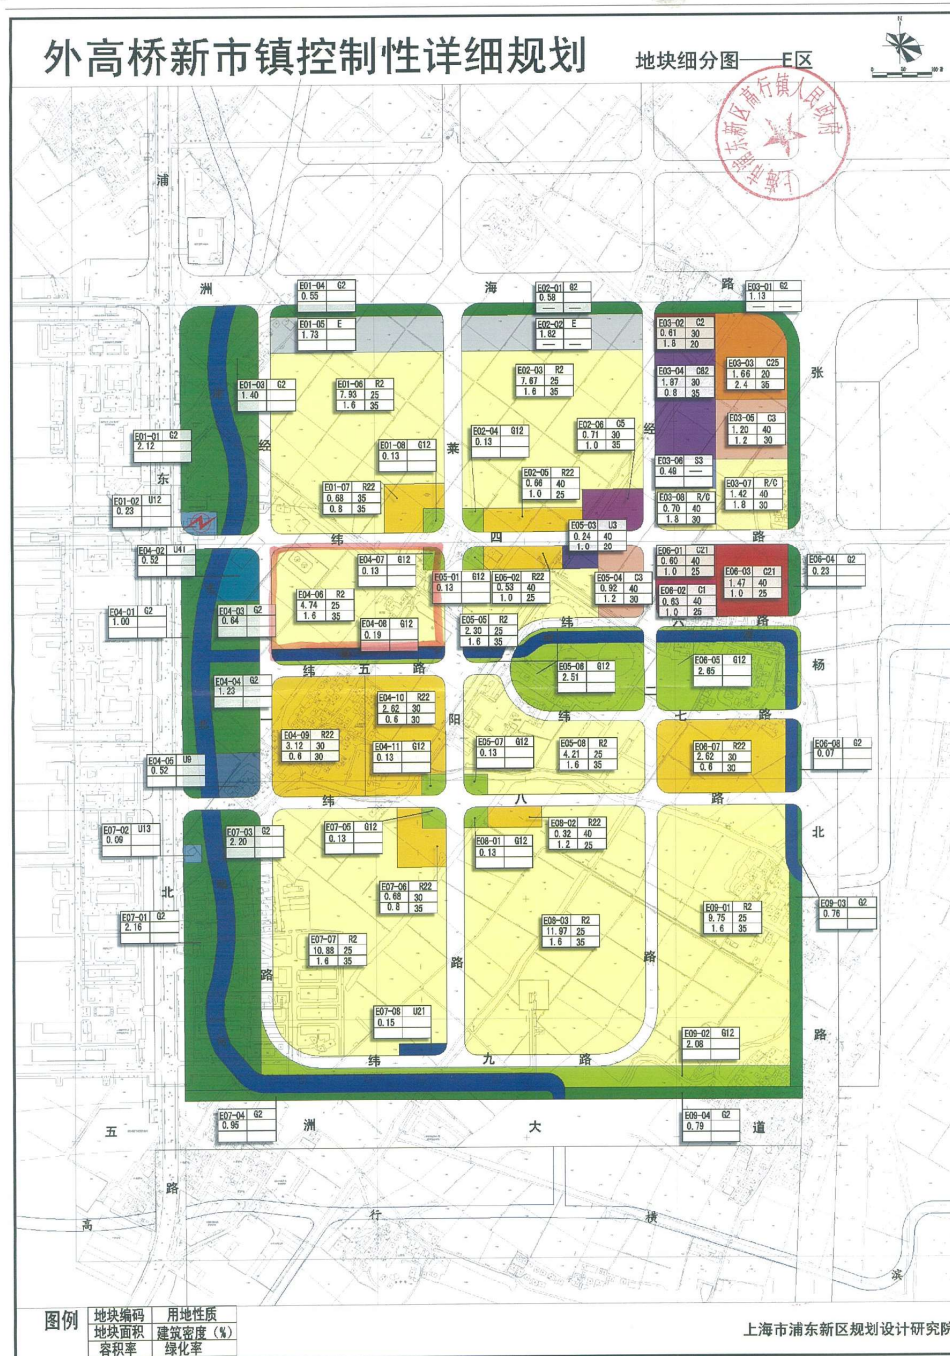 外高桥新市镇控制性详细规划
地块细分图——E区
N
上海市浦东新区高行镇人民政府
浦
洲
海
路
E01-04 G2
0.55
E02-01 G2
0.58
E03-01 G2
1.13
E01-05 E
1.73
E02-02 E
1.82
E03-02 C2
0.61 30
1.8 20
E03-03 C25
1.66 20
2.4 35
张
E01-03 G2
1.40
E01-06 R2
7.93 25
1.6 35
E02-03 R2
7.67 25
1.6 35
E03-04 C82
1.87 30
0.8 35
E01-01 G2
2.12
经
E01-08 G12
0.13
莱
E02-04 G12
0.13
E02-06 C5
0.71 30
1.0 35
经
E03-05 C3
1.20 40
1.2 30
东
E01-02 U12
0.23
E01-07 R22
0.68 35
0.8 35
E02-05 R22
0.66 40
1.0 25
E03-06 S3
0.49
E03-07 R/C
1.42 40
1.8 30
E03-08 R/C
0.70 40
1.8 30
纬
四
路
E05-03 U3
0.24 40
1.0 20
E04-02 U41
0.52
E04-07 G12
0.13
E05-01 G12
0.13
E05-02 R22
0.53 40
1.0 25
E05-04 C3
0.92 40
1.2 30
E06-01 C21
0.60 40
1.0 25
E06-03 C21
1.47 40
1.0 25
E06-04 G2
0.23
E04-01 G2
1.00
E04-03 G2
0.64
E04-06 R2
4.74 25
1.6 35
E04-08 G12
0.19
E05-05 R2
2.30 25
1.6 35
E06-02 C1
0.63 40
1.0 25
纬
六
路
纬
五
路
E04-04 G2
1.23
E05-06 G12
2.51
E06-05 G12
2.65
杨
E04-10 R22
2.62 30
0.6 30
阳
纬
七
路
E04-09 R22
3.12 30
0.6 30
E04-11 G12
0.13
E05-07 G12
0.13
E05-08 R2
4.21 25
1.6 35
E06-07 R22
2.62 30
0.6 30
E06-08 G2
0.07
E04-05 U9
0.52
纬
八
路
E07-02 U13
0.09
E07-03 G2
2.20
E07-05 G12
0.13
E08-01 G12
0.13
E08-02 R22
0.32 40
1.2 25
北
北
E07-06 R22
0.68 30
0.8 35
E07-01 G2
2.16
E08-03 R2
11.97 25
1.6 35
E09-01 R2
9.75 25
1.6 35
E09-03 G2
0.76
E07-07 R2
10.88 25
1.6 35
路
路
路
E07-08 U21
0.15
E09-02 G12
2.08
路
纬
九
路
E07-04 G2
0.95
E09-04 G2
0.79
五
洲
大
道
路
高
行
横
浜
图例
地块编码 用地性质
地块面积 建筑密度（%）
容积率 绿化率
上海市浦东新区规划设计研究院